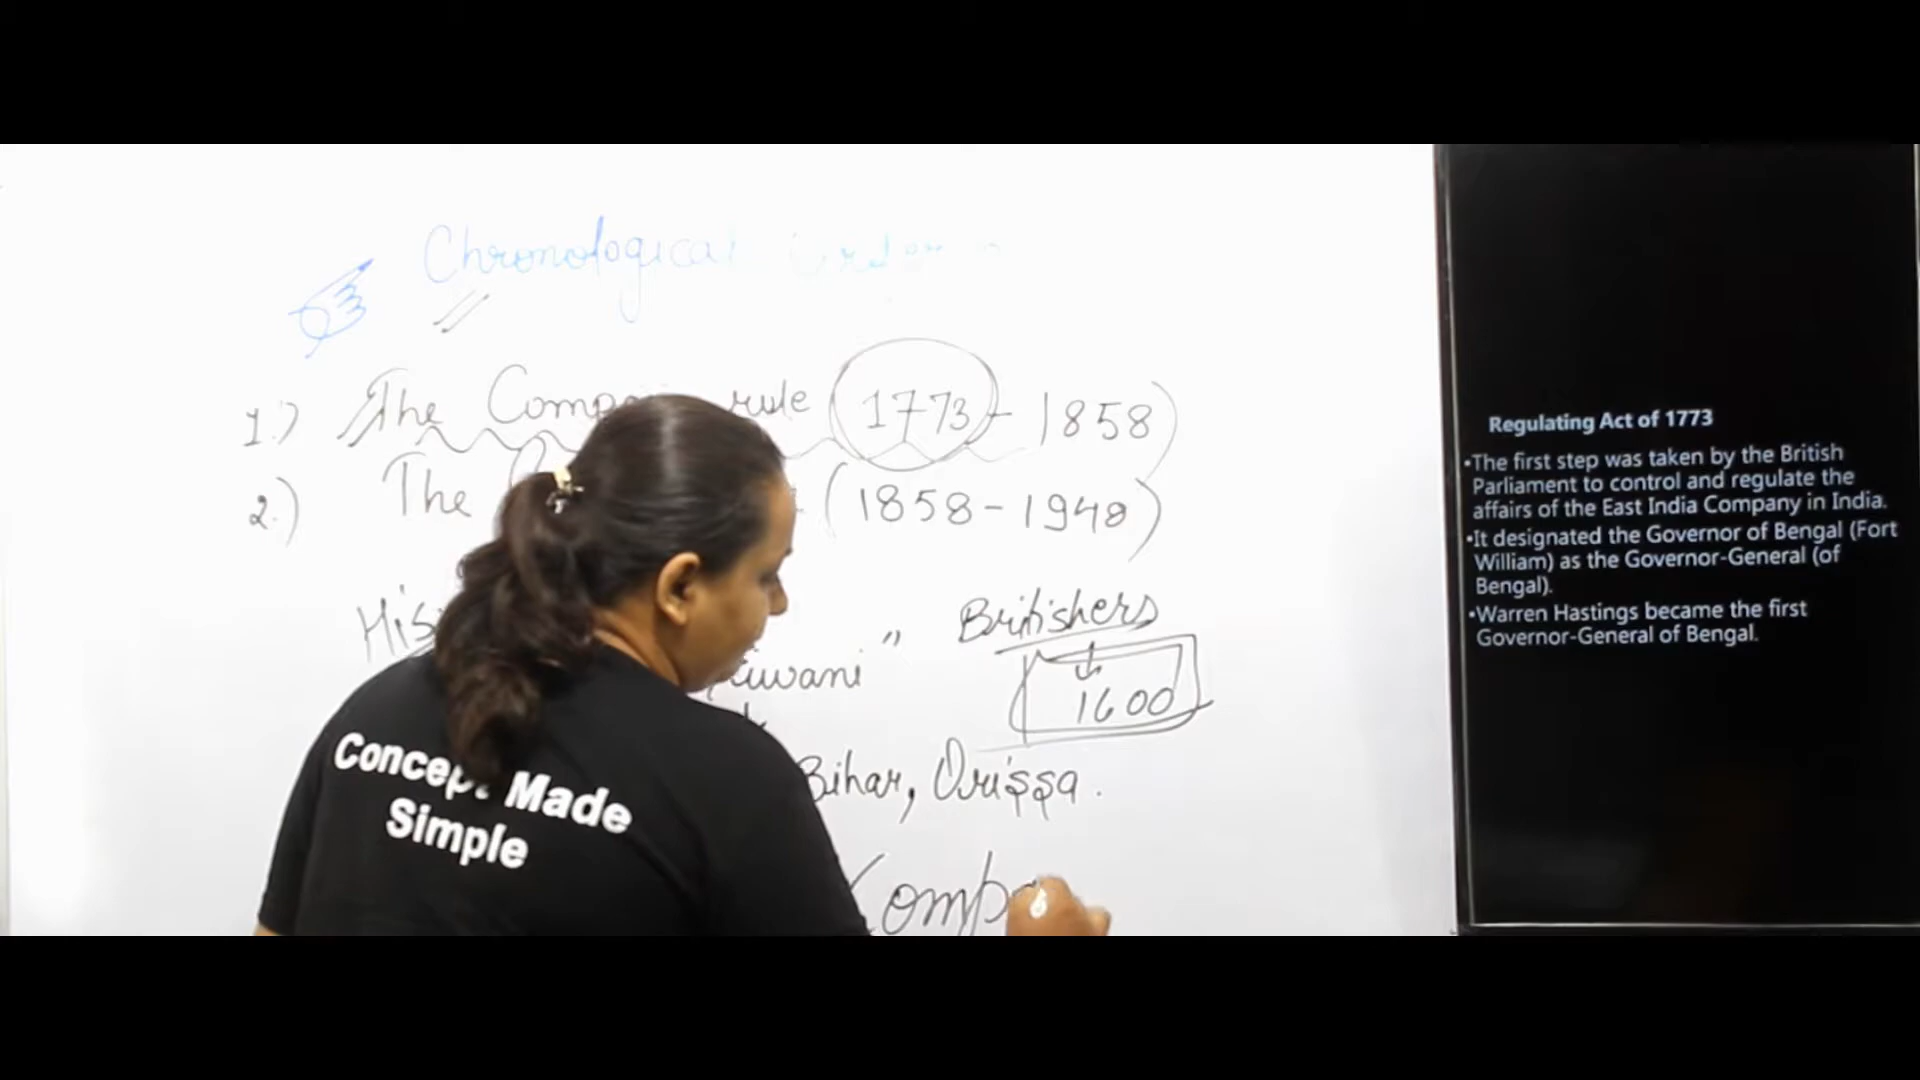 Chronological
1.) The Comp rule (1773 - 1858)
2.) The (1858 - 1948)
His " Britishers
iwani
1600
Bihar, Orissa.
Comp
Concept Made
Simple
Regulating Act of 1773
•The first step was taken by the British
Parliament to control and regulate the
affairs of the East India Company in India.
•It designated the Governor of Bengal (Fort
William) as the Governor-General (of
Bengal).
•Warren Hastings became the first
Governor-General of Bengal.